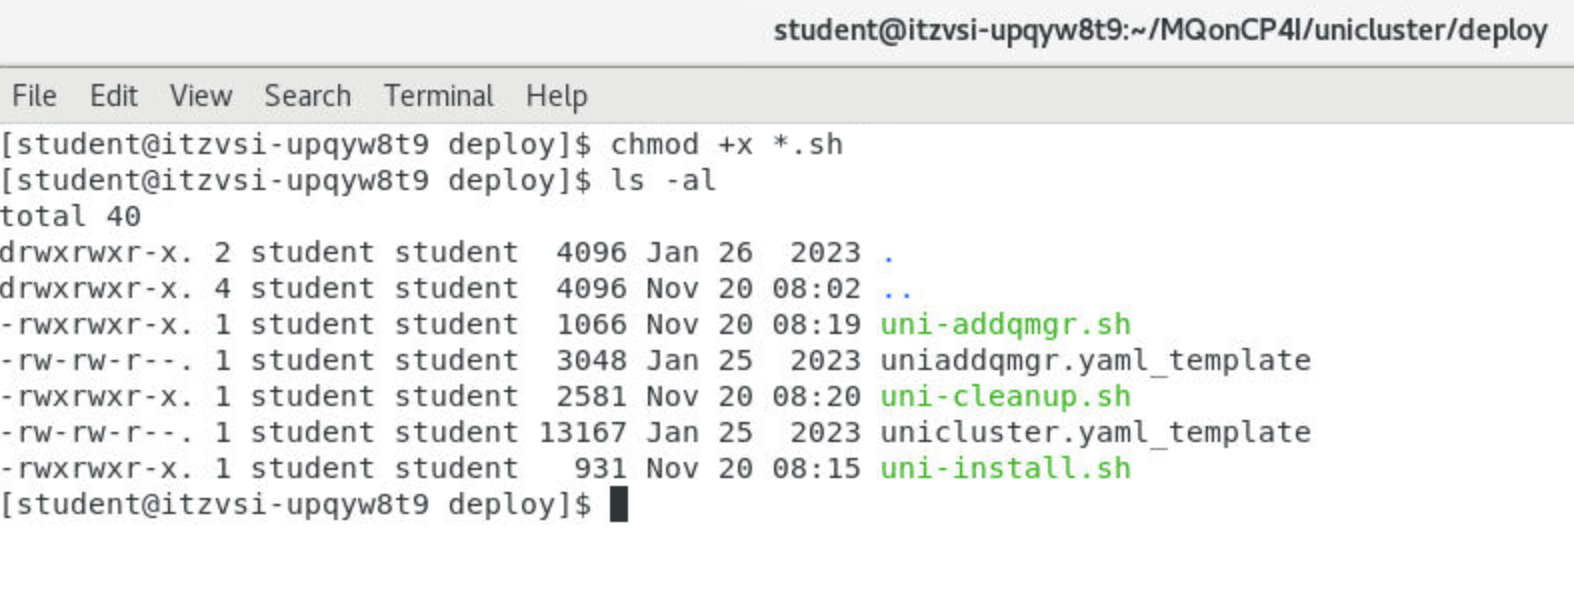 student@itzvsi-upqyw8t9:~/MQonCP4I/unicluster/deploy
File Edit View Search Terminal Help
[student@itzvsi-upqyw8t9 deploy]$ chmod +x *.sh
[student@itzvsi-upqyw8t9 deploy]$ ls -al
total 40
drwxrwxr-x. 2 student student  4096 Jan 26  2023 .
drwxrwxr-x. 4 student student  4096 Nov 20 08:02 ..
-rwxrwxr-x. 1 student student  1066 Nov 20 08:19 uni-addqmgr.sh
-rw-rw-r--. 1 student student  3048 Jan 25  2023 uniaddqmgr.yaml_template
-rwxrwxr-x. 1 student student  2581 Nov 20 08:20 uni-cleanup.sh
-rw-rw-r--. 1 student student 13167 Jan 25  2023 unicluster.yaml_template
-rwxrwxr-x. 1 student student   931 Nov 20 08:15 uni-install.sh
[student@itzvsi-upqyw8t9 deploy]$